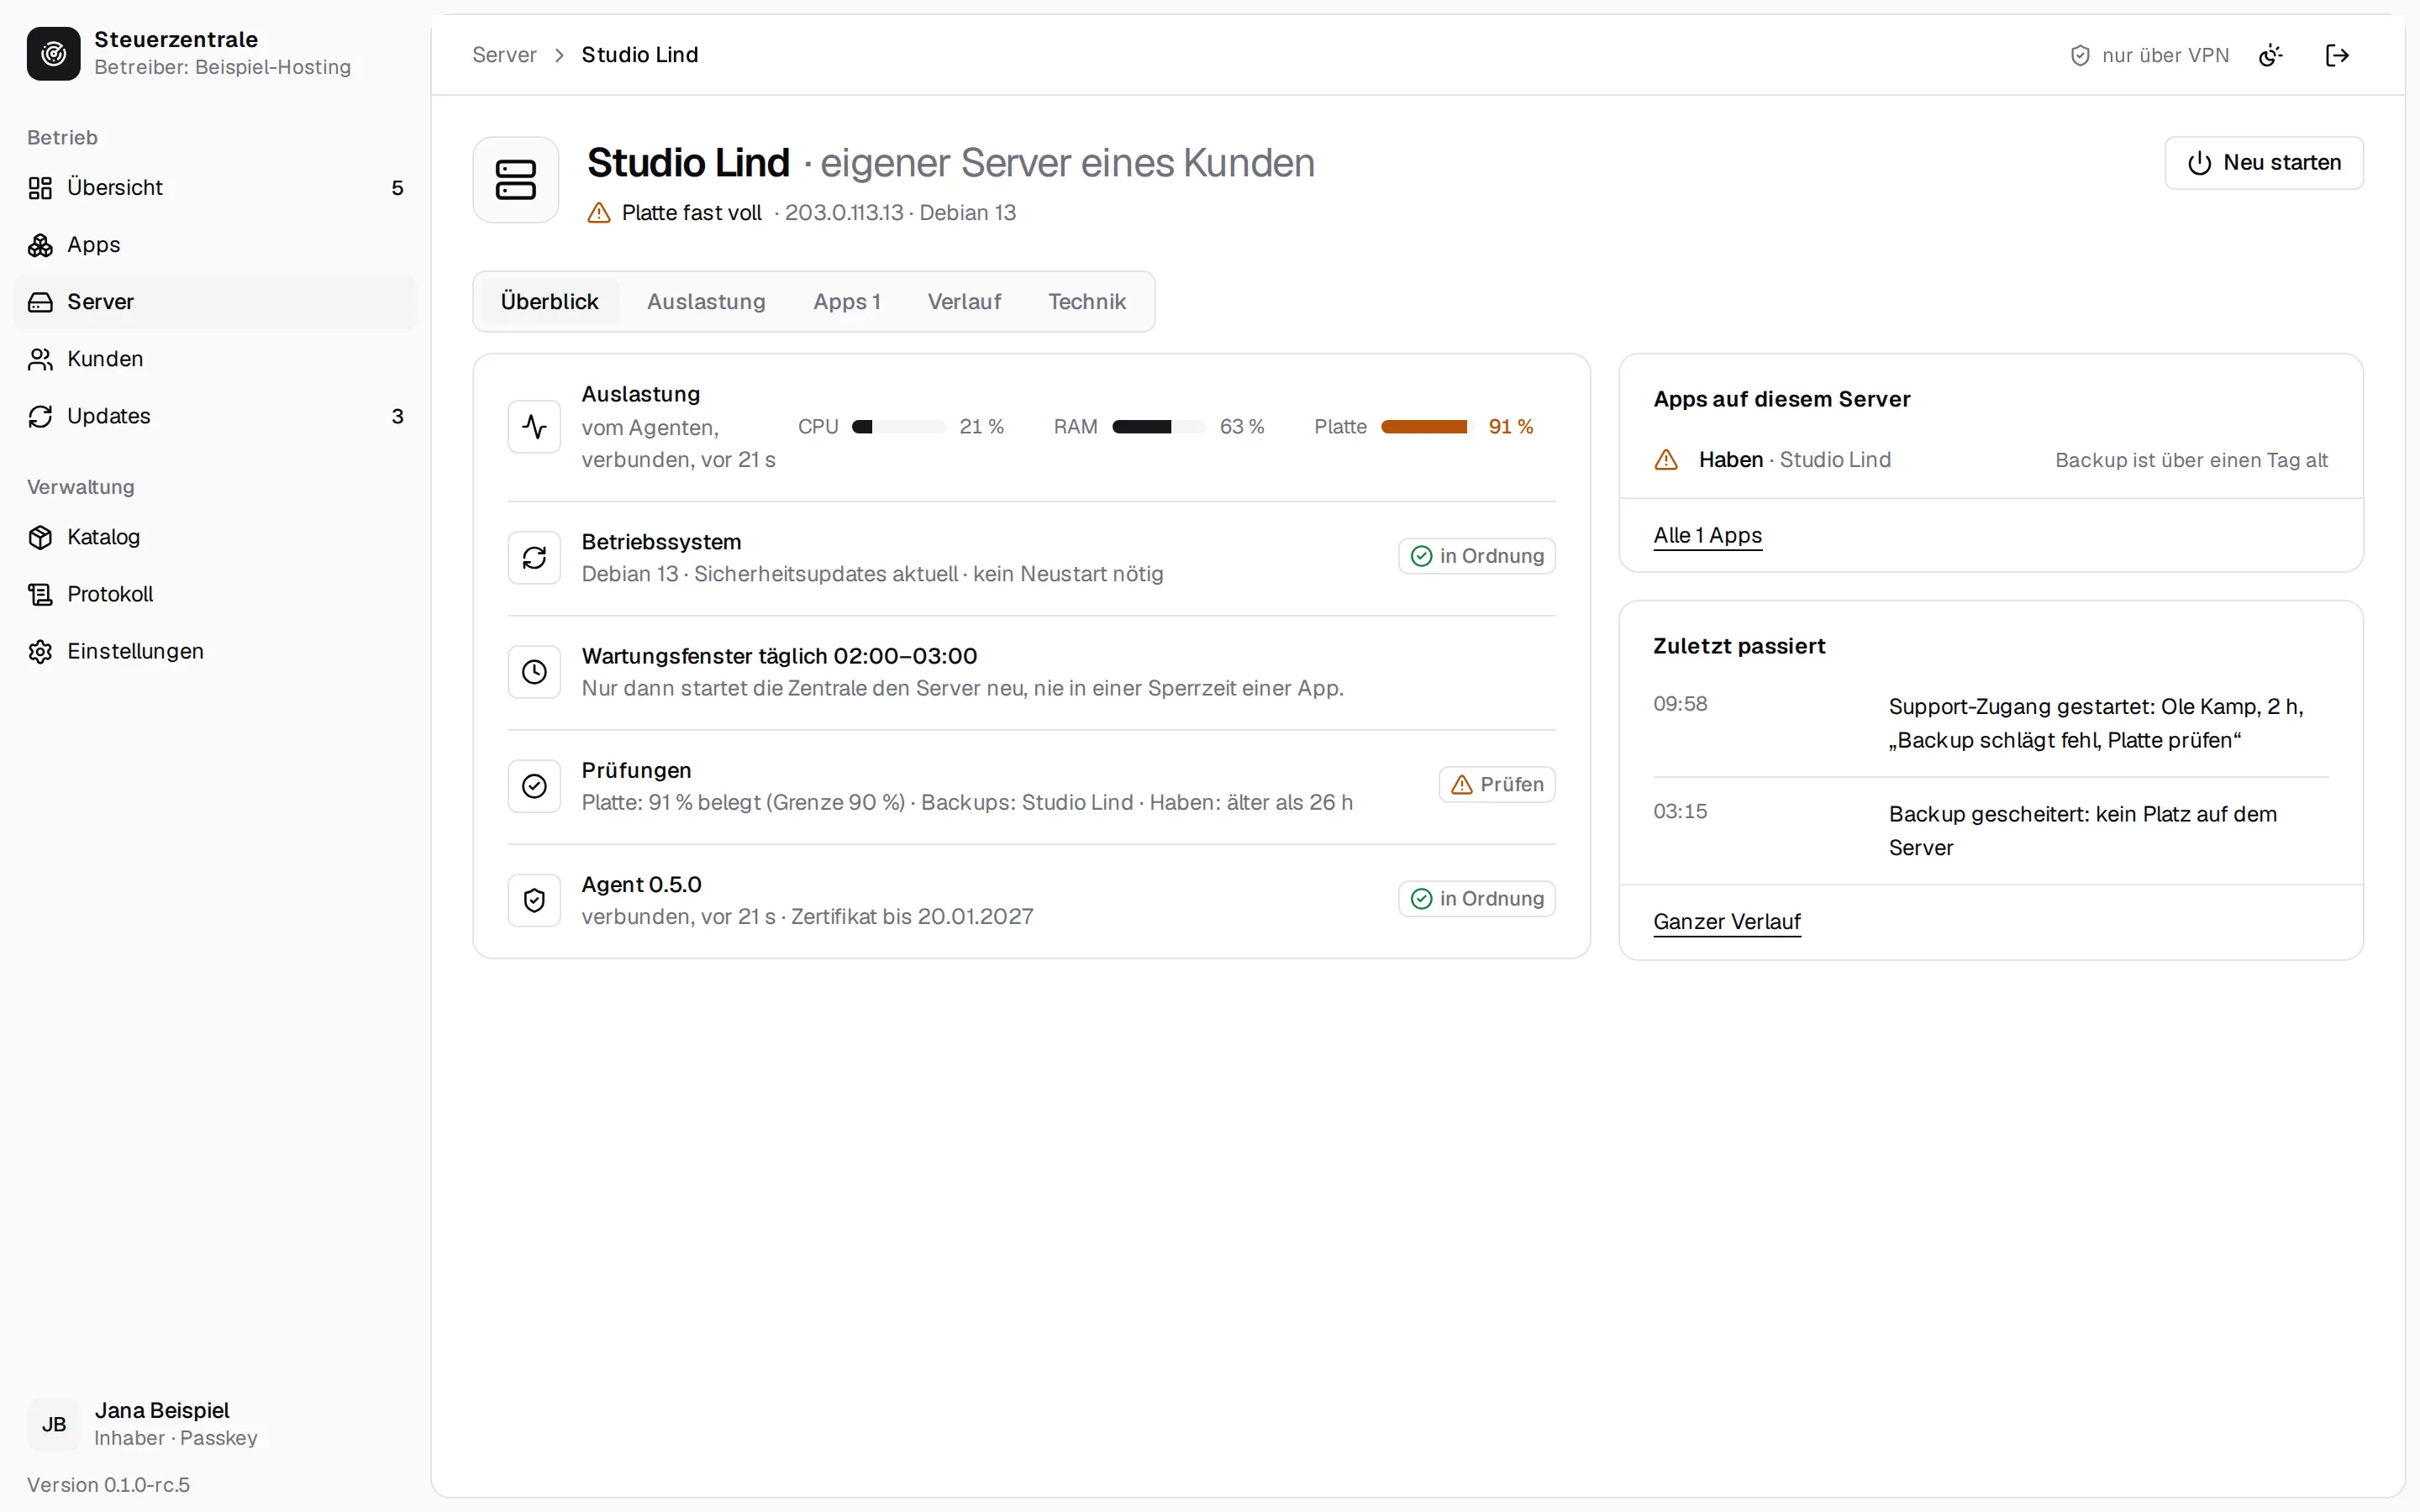 Steuerzentrale
Betreiber: Beispiel-Hosting
Betrieb
Übersicht 5
Apps
Server
Kunden
Updates 3
Verwaltung
Katalog
Protokoll
Einstellungen
JB
Jana Beispiel
Inhaber · Passkey
Version 0.1.0-rc.5
Server > Studio Lind
nur über VPN
Studio Lind · eigener Server eines Kunden
Platte fast voll · 203.0.113.13 · Debian 13
Neu starten
Überblick Auslastung Apps 1 Verlauf Technik
Auslastung
vom Agenten,
verbunden, vor 21 s
CPU 21 % RAM 63 % Platte 91 %
Betriebssystem
Debian 13 · Sicherheitsupdates aktuell · kein Neustart nötig
in Ordnung
Wartungsfenster täglich 02:00–03:00
Nur dann startet die Zentrale den Server neu, nie in einer Sperrzeit einer App.
Prüfungen
Platte: 91 % belegt (Grenze 90 %) · Backups: Studio Lind · Haben: älter als 26 h
Prüfen
Agent 0.5.0
verbunden, vor 21 s · Zertifikat bis 20.01.2027
in Ordnung
Apps auf diesem Server
Haben · Studio Lind Backup ist über einen Tag alt
Alle 1 Apps
Zuletzt passiert
09:58 Support-Zugang gestartet: Ole Kamp, 2 h,
„Backup schlägt fehl, Platte prüfen“
03:15 Backup gescheitert: kein Platz auf dem
Server
Ganzer Verlauf